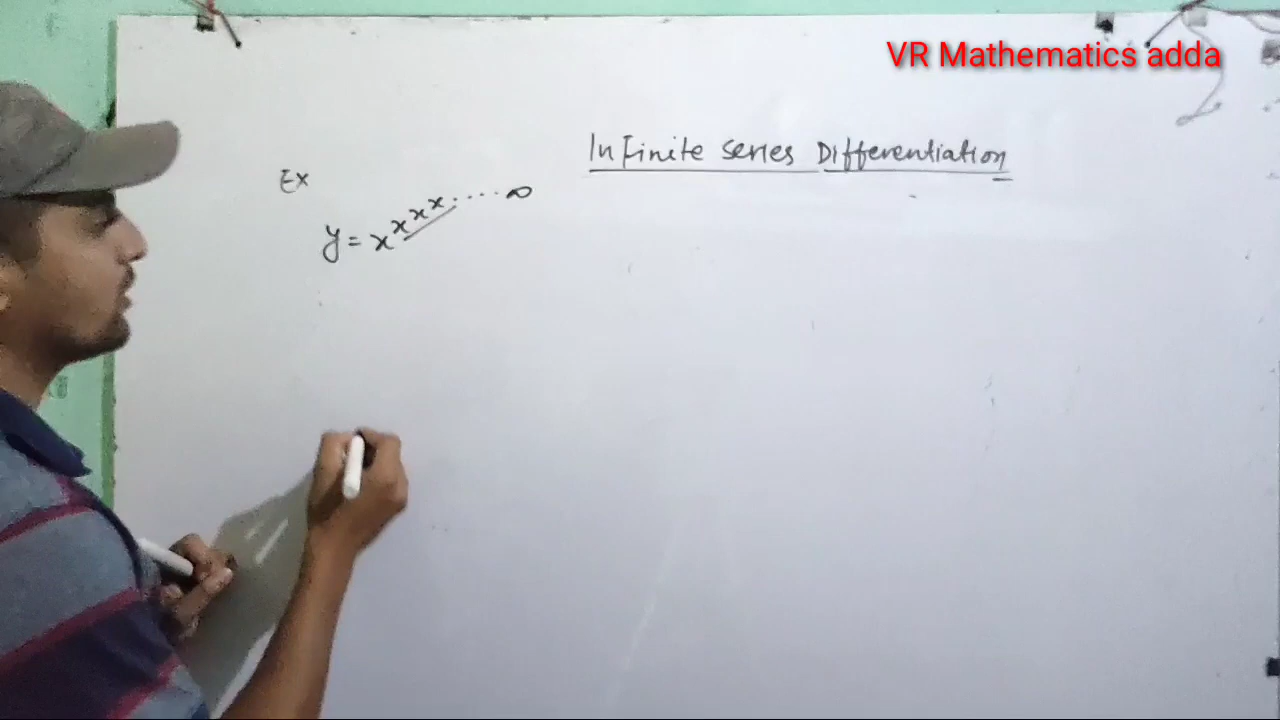 VR Mathematics adda
Infinite series Differentiation
Ex
y = x^x^x^x.....∞